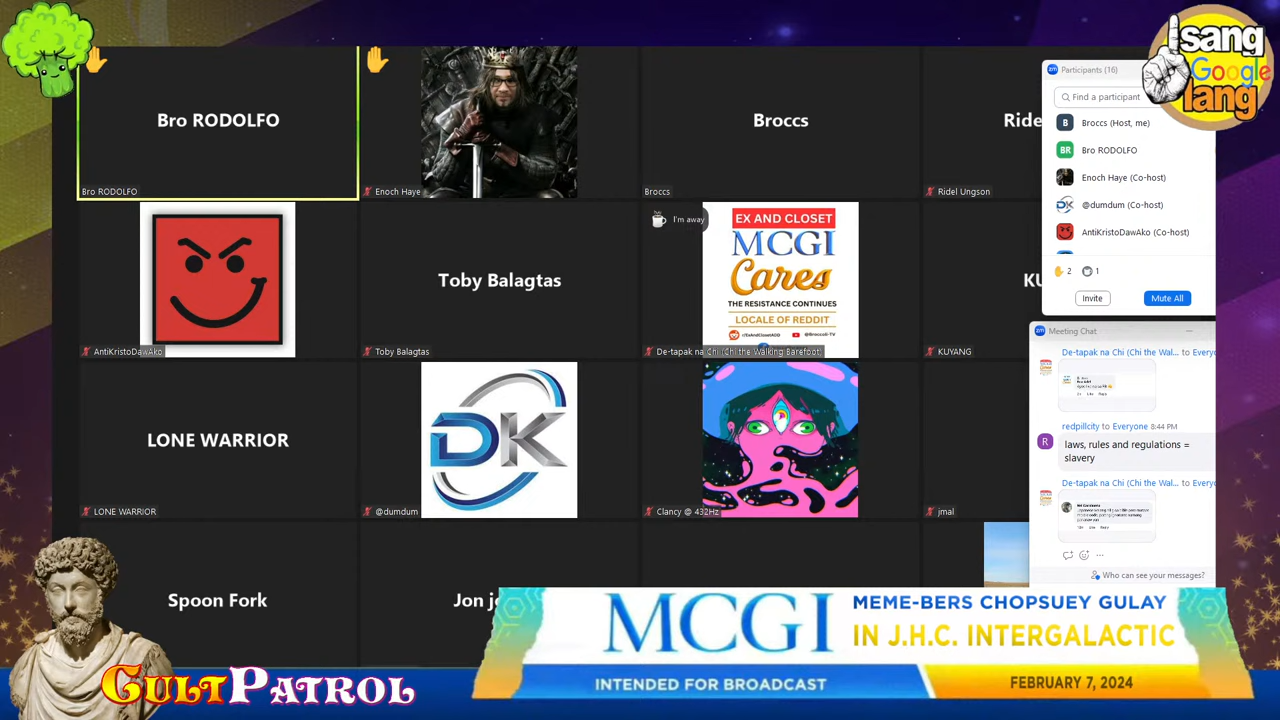 Isang
Google
lang
Bro RODOLFO
Bro RODOLFO
Enoch Haye
Broccs
Broccs
Ride
Ridel Ungson
Participants (16)
Find a participant
B
Broccs (Host, me)
BR
Bro RODOLFO
Enoch Haye (Co-host)
DK
@dumdum (Co-host)
AntiKristoDawAko (Co-host)
2
1
Invite
Mute All
AntiKristoDawAko
Toby Balagtas
Toby Balagtas
I'm away
EX AND CLOSET
MCGI
Cares
THE RESISTANCE CONTINUES
LOCALE OF REDDIT
De-tapak na Chi (Chi the Walking Barefoot)
KU
KUYANG
Meeting Chat
De-tapak na Chi (Chi the Wal... to Everyo
redpillcity to Everyone 8:44 PM
R
laws, rules and regulations =
slavery
De-tapak na Chi (Chi the Wal... to Everyo
Who can see your messages?
LONE WARRIOR
LONE WARRIOR
DK
@dumdum
Clancy @ 432Hz
jmal
Spoon Fork
Jon jo
MCGI
MEME-BERS CHOPSUEY GULAY
IN J.H.C. INTERGALACTIC
INTENDED FOR BROADCAST
FEBRUARY 7, 2024
CULTPATROL